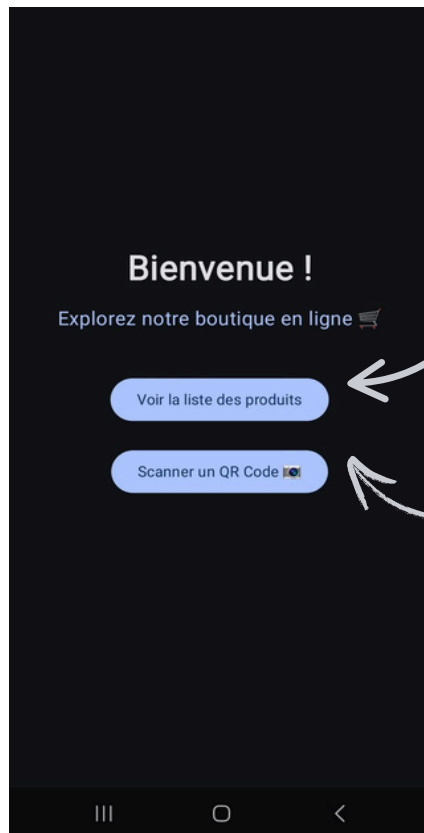 Bienvenue !
Explorez notre boutique en ligne 🛒
Voir la liste des produits
Scanner un QR Code 📷